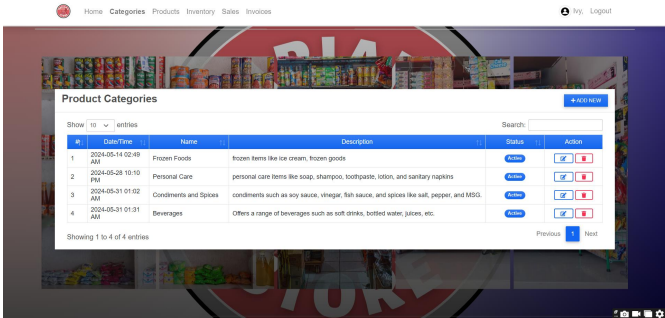 Home Categories Products Inventory Sales Invoices
Ivy, Logout
Product Categories
+ ADD NEW
Show 10 entries
Search:
# Date/Time Name Description Status Action
1 2024-05-14 02:49 AM Frozen Foods frozen items like ice cream, frozen goods Active
2 2024-05-28 10:10 PM Personal Care personal care items like soap, shampoo, toothpaste, lotion, and sanitary napkins Active
3 2024-05-31 01:02 AM Condiments and Spices condiments such as soy sauce, vinegar, fish sauce, and spices like salt, pepper, and MSG. Active
4 2024-05-31 01:31 AM Beverages Offers a range of beverages such as soft drinks, bottled water, juices, etc. Active
Showing 1 to 4 of 4 entries
Previous 1 Next